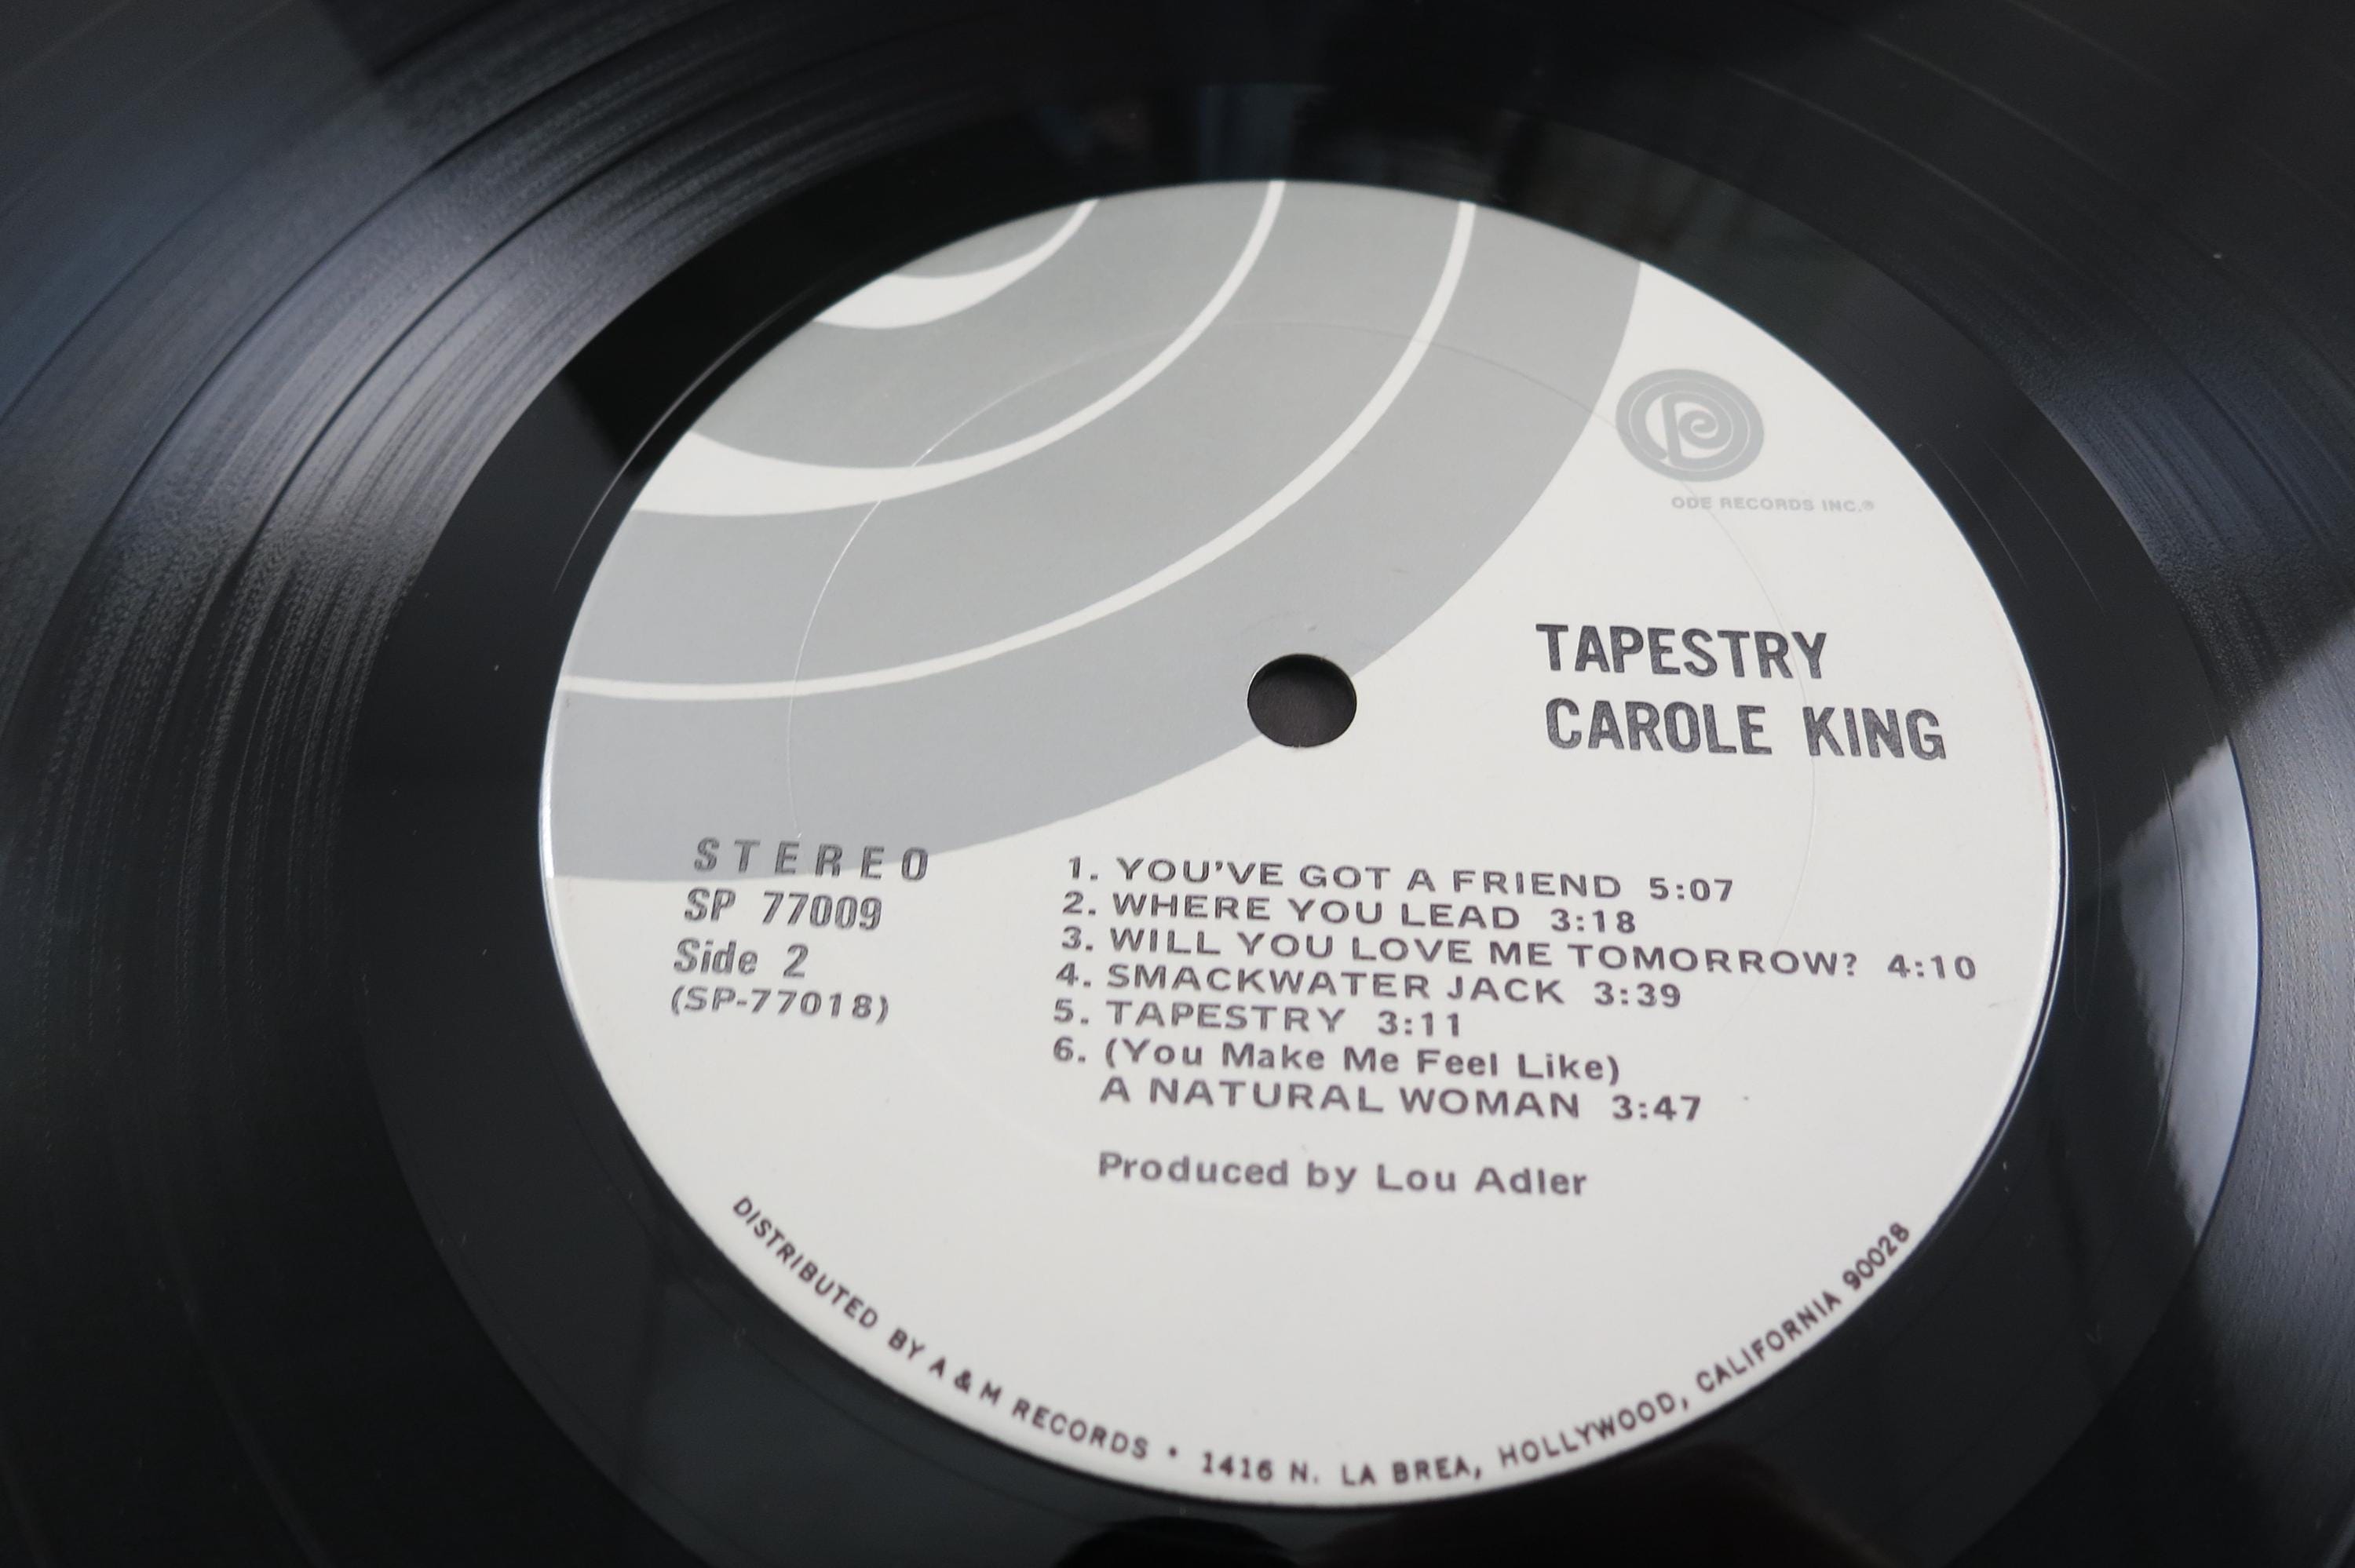 ODE RECORDS INC.®
TAPESTRY
CAROLE KING
STEREO
SP 77009
Side 2
(SP-77018)
1. YOU'VE GOT A FRIEND 5:07
2. WHERE YOU LEAD 3:18
3. WILL YOU LOVE ME TOMORROW? 4:10
4. SMACKWATER JACK 3:39
5. TAPESTRY 3:11
6. (You Make Me Feel Like)
A NATURAL WOMAN 3:47
Produced by Lou Adler
DISTRIBUTED BY A & M RECORDS • 1416 N. LA BREA, HOLLYWOOD, CALIFORNIA 90028